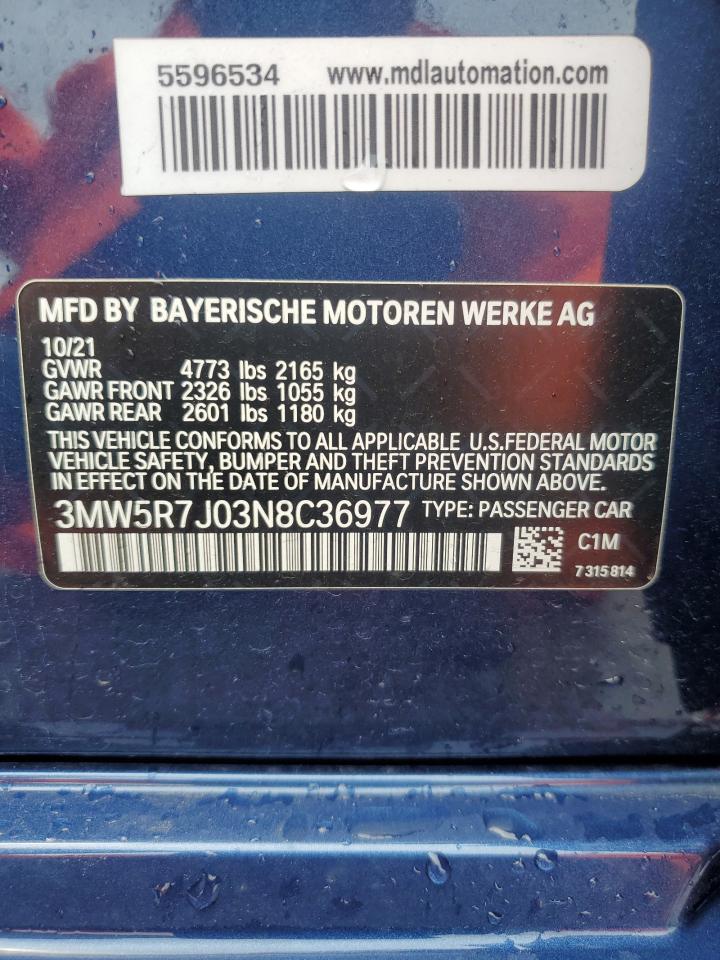 5596534 www.mdlautomation.com
MFD BY BAYERISCHE MOTOREN WERKE AG
10/21
GVWR 4773 lbs 2165 kg
GAWR FRONT 2326 lbs 1055 kg
GAWR REAR 2601 lbs 1180 kg
THIS VEHICLE CONFORMS TO ALL APPLICABLE U.S.FEDERAL MOTOR
VEHICLE SAFETY, BUMPER AND THEFT PREVENTION STANDARDS
IN EFFECT ON THE DATE OF MANUFACTURE SHOWN ABOVE.
3MW5R7J03N8C36977 TYPE: PASSENGER CAR
C1M
7315814